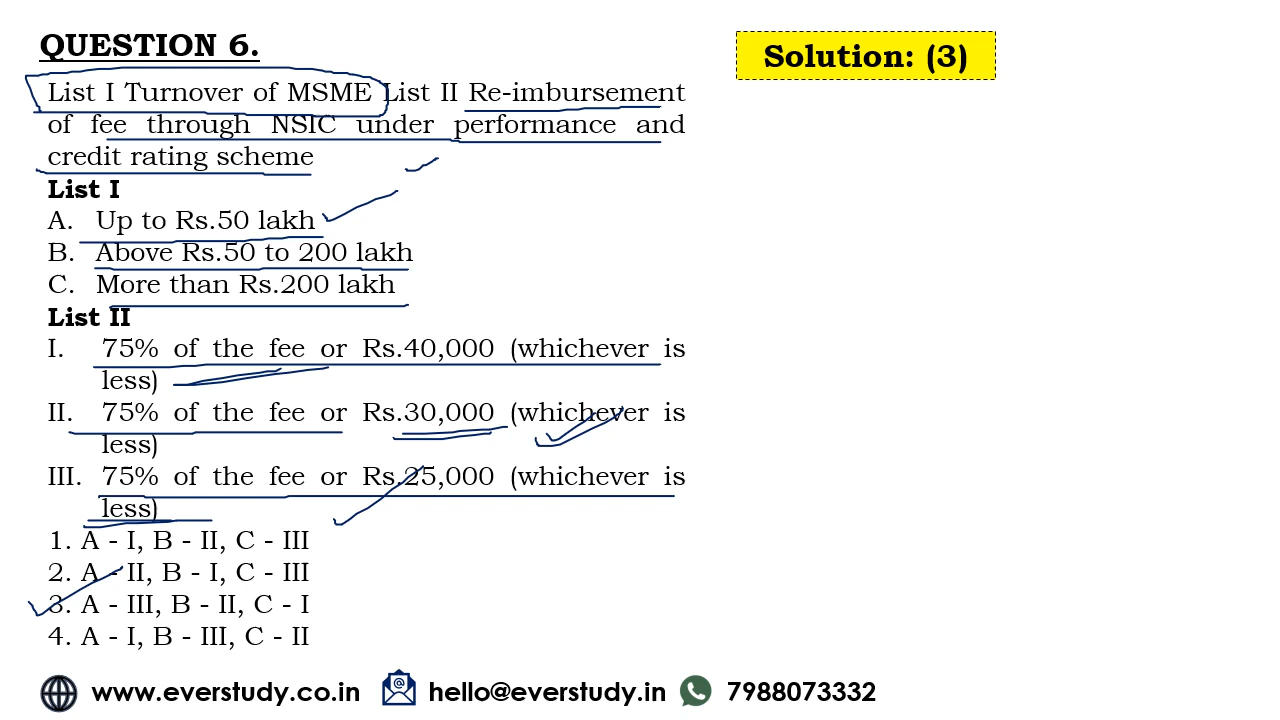 QUESTION 6.
Solution: (3)
List I Turnover of MSME List II Re-imbursement
of fee through NSIC under performance and
credit rating scheme
List I
A. Up to Rs.50 lakh
B. Above Rs.50 to 200 lakh
C. More than Rs.200 lakh
List II
I. 75% of the fee or Rs.40,000 (whichever is
less)
II. 75% of the fee or Rs.30,000 (whichever is
less)
III. 75% of the fee or Rs.25,000 (whichever is
less)
1. A - I, B - II, C - III
2. A - II, B - I, C - III
3. A - III, B - II, C - I
4. A - I, B - III, C - II
www.everstudy.co.in hello@everstudy.in 7988073332